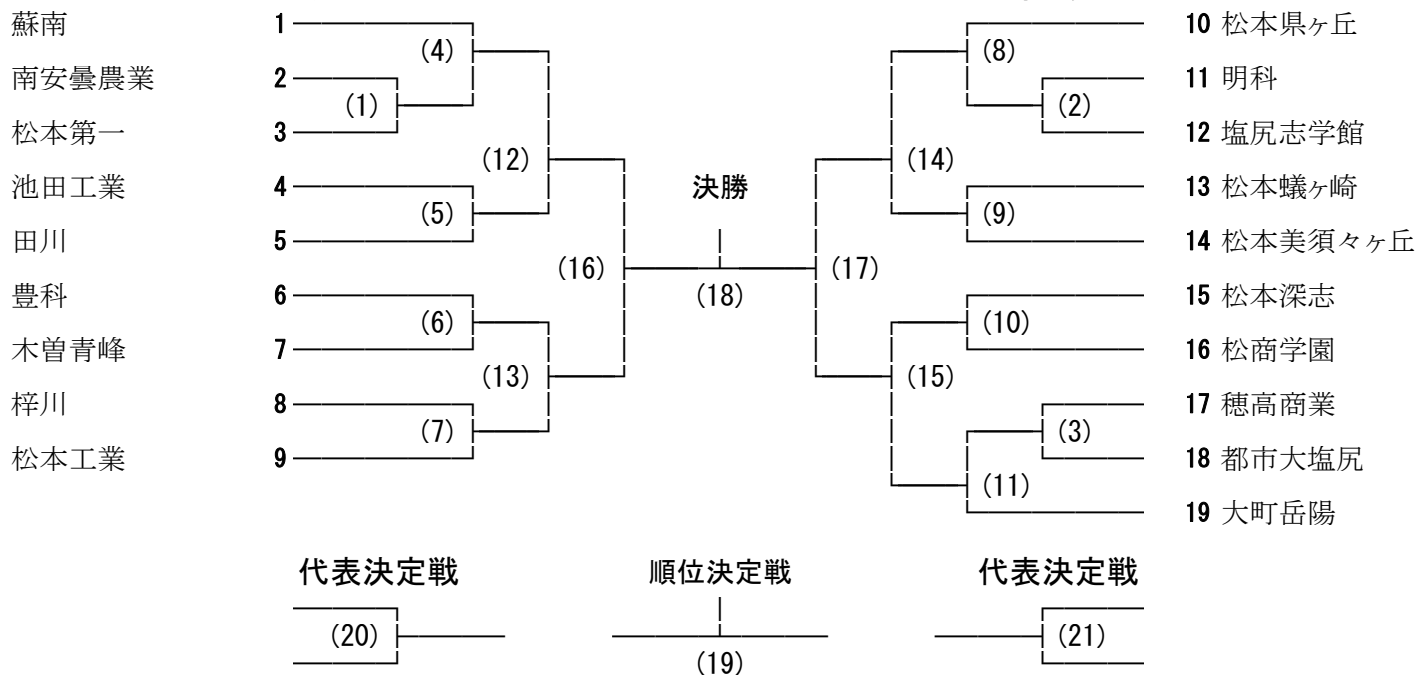 蘇南 1 (4) (8) 10 松本県ヶ丘
南安曇農業 2 11 明科
(1) (2)
松本第一 3 12 塩尻志学館
(12) (14)
池田工業 4 決勝 13 松本蟻ヶ崎
(5) (9)
田川 5 14 松本美須々ヶ丘
(16) (17)
豊科 6 (18) 15 松本深志
(6) (10)
木曽青峰 7 16 松商学園
(13) (15)
梓川 8 17 穂高商業
(7) (3)
松本工業 9 18 都市大塩尻
(11)
19 大町岳陽
代表決定戦 順位決定戦 代表決定戦
(20) (21)
(19)